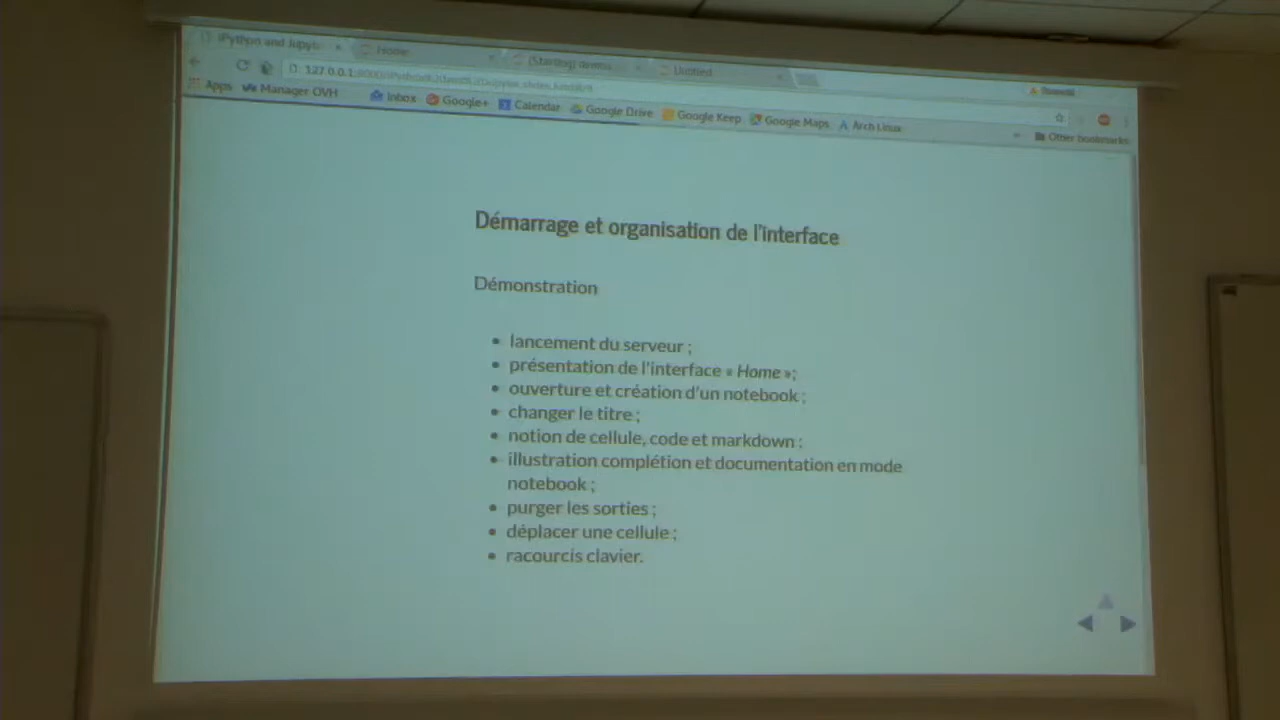 IPython and Jupyt
Home
(Starting)
Untitled
127.0.0.1
Apps
Manager OVH
Inbox
Google+
Calendar
Google Drive
Google Keep
Google Maps
Arch Linux
Other bookmarks
Démarrage et organisation de l'interface
Démonstration
lancement du serveur ;
présentation de l'interface « Home »;
ouverture et création d'un notebook ;
changer le titre ;
notion de cellule, code et markdown ;
illustration complétion et documentation en mode
notebook ;
purger les sorties ;
déplacer une cellule ;
racourcis clavier.